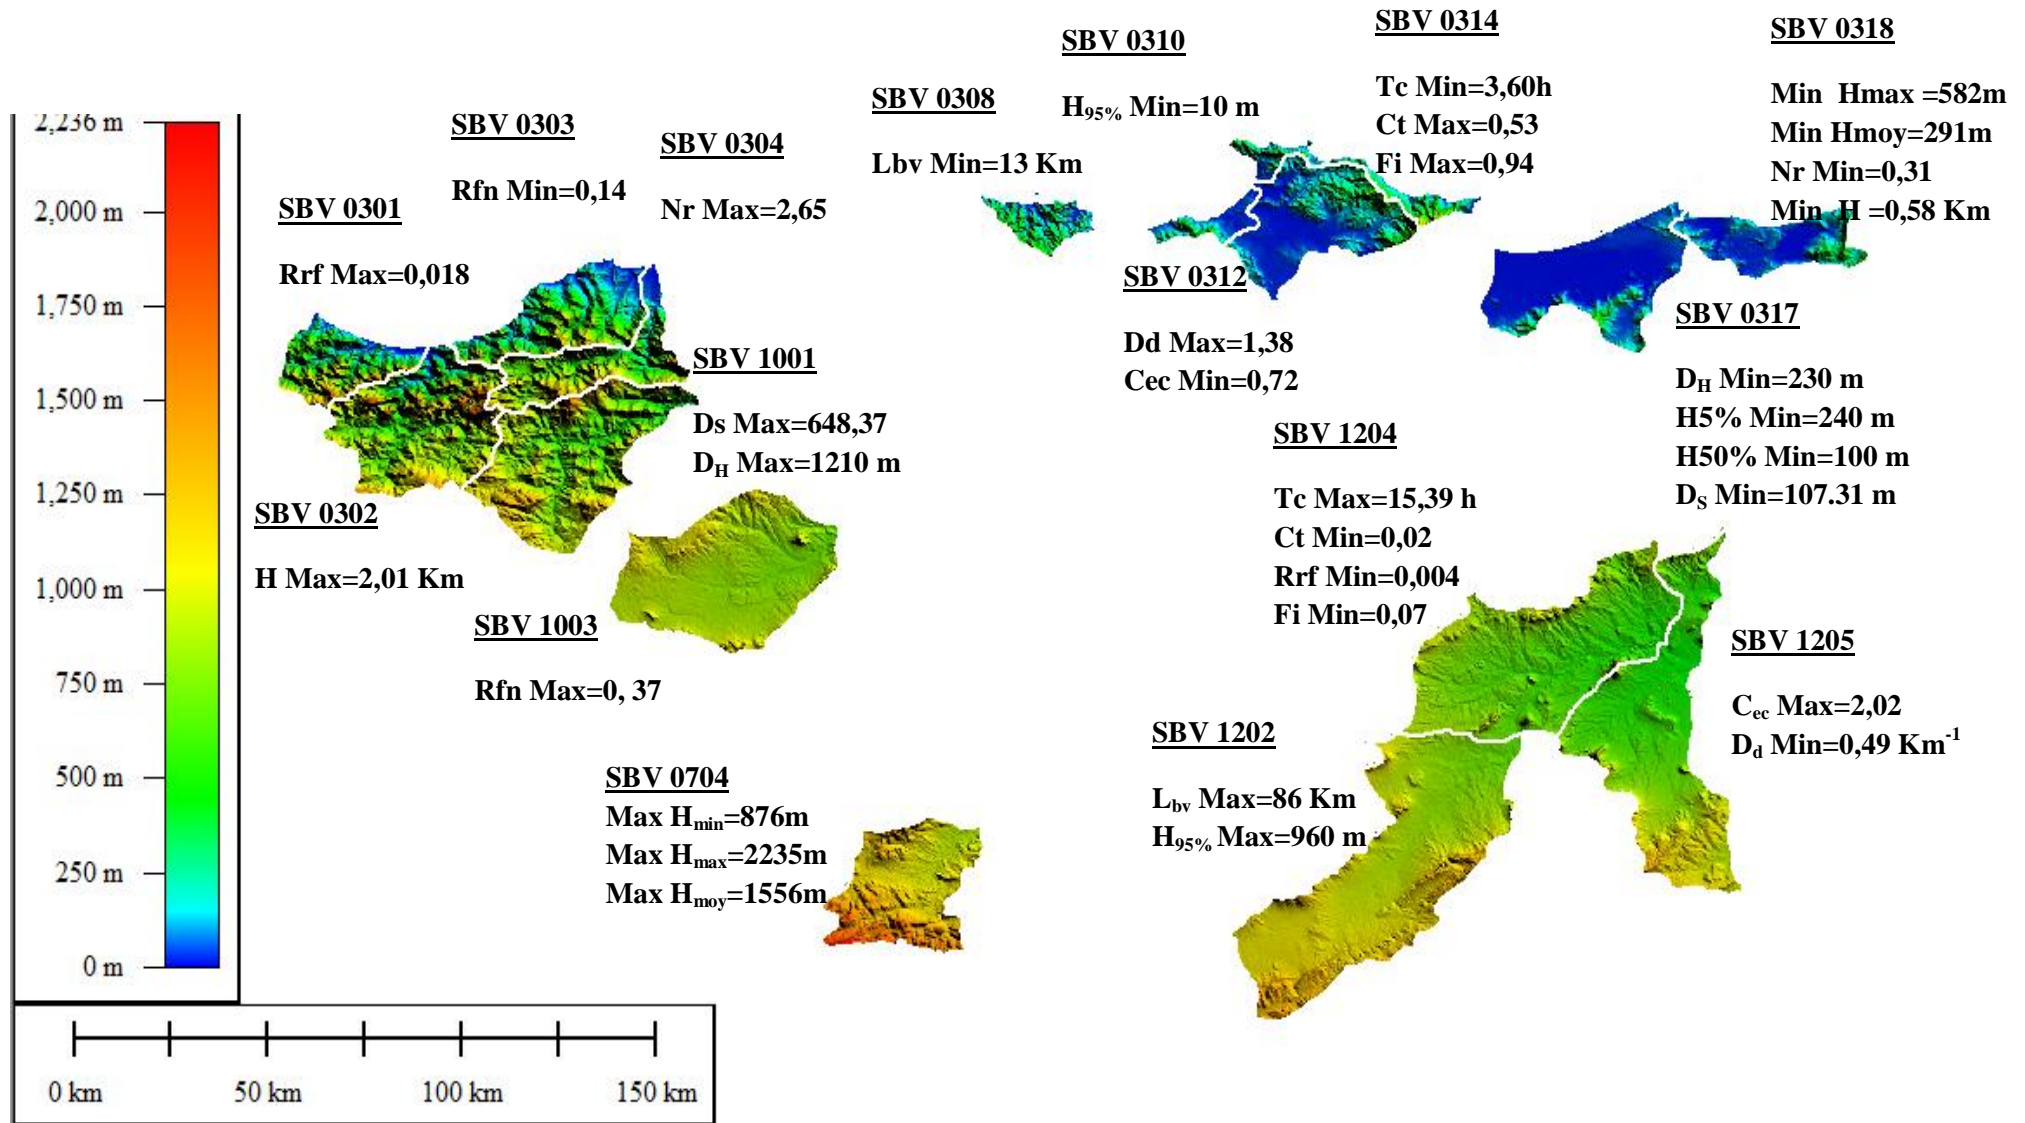 SBV 0314
Tc Min=3,60h
Ct Max=0,53
Fi Max=0,94
SBV 0318
Min Hmax =582m
Min Hmoy=291m
Nr Min=0,31
Min H =0,58 Km
SBV 0310
H95% Min=10 m
SBV 0308
Lbv Min=13 Km
SBV 0303
Rfn Min=0,14
SBV 0304
Nr Max=2,65
SBV 0301
Rrf Max=0,018
2,236 m
2,000 m
1,750 m
1,500 m
1,250 m
1,000 m
750 m
500 m
250 m
0 m
SBV 0312
Dd Max=1,38
Cec Min=0,72
SBV 0317
DH Min=230 m
H5% Min=240 m
H50% Min=100 m
DS Min=107.31 m
SBV 1001
Ds Max=648,37
DH Max=1210 m
SBV 1204
Tc Max=15,39 h
Ct Min=0,02
Rrf Min=0,004
Fi Min=0,07
SBV 0302
H Max=2,01 Km
SBV 1003
Rfn Max=0, 37
SBV 1205
Cec Max=2,02
Dd Min=0,49 Km-1
SBV 1202
Lbv Max=86 Km
H95% Max=960 m
SBV 0704
Max Hmin=876m
Max Hmax=2235m
Max Hmoy=1556m
0 km
50 km
100 km
150 km